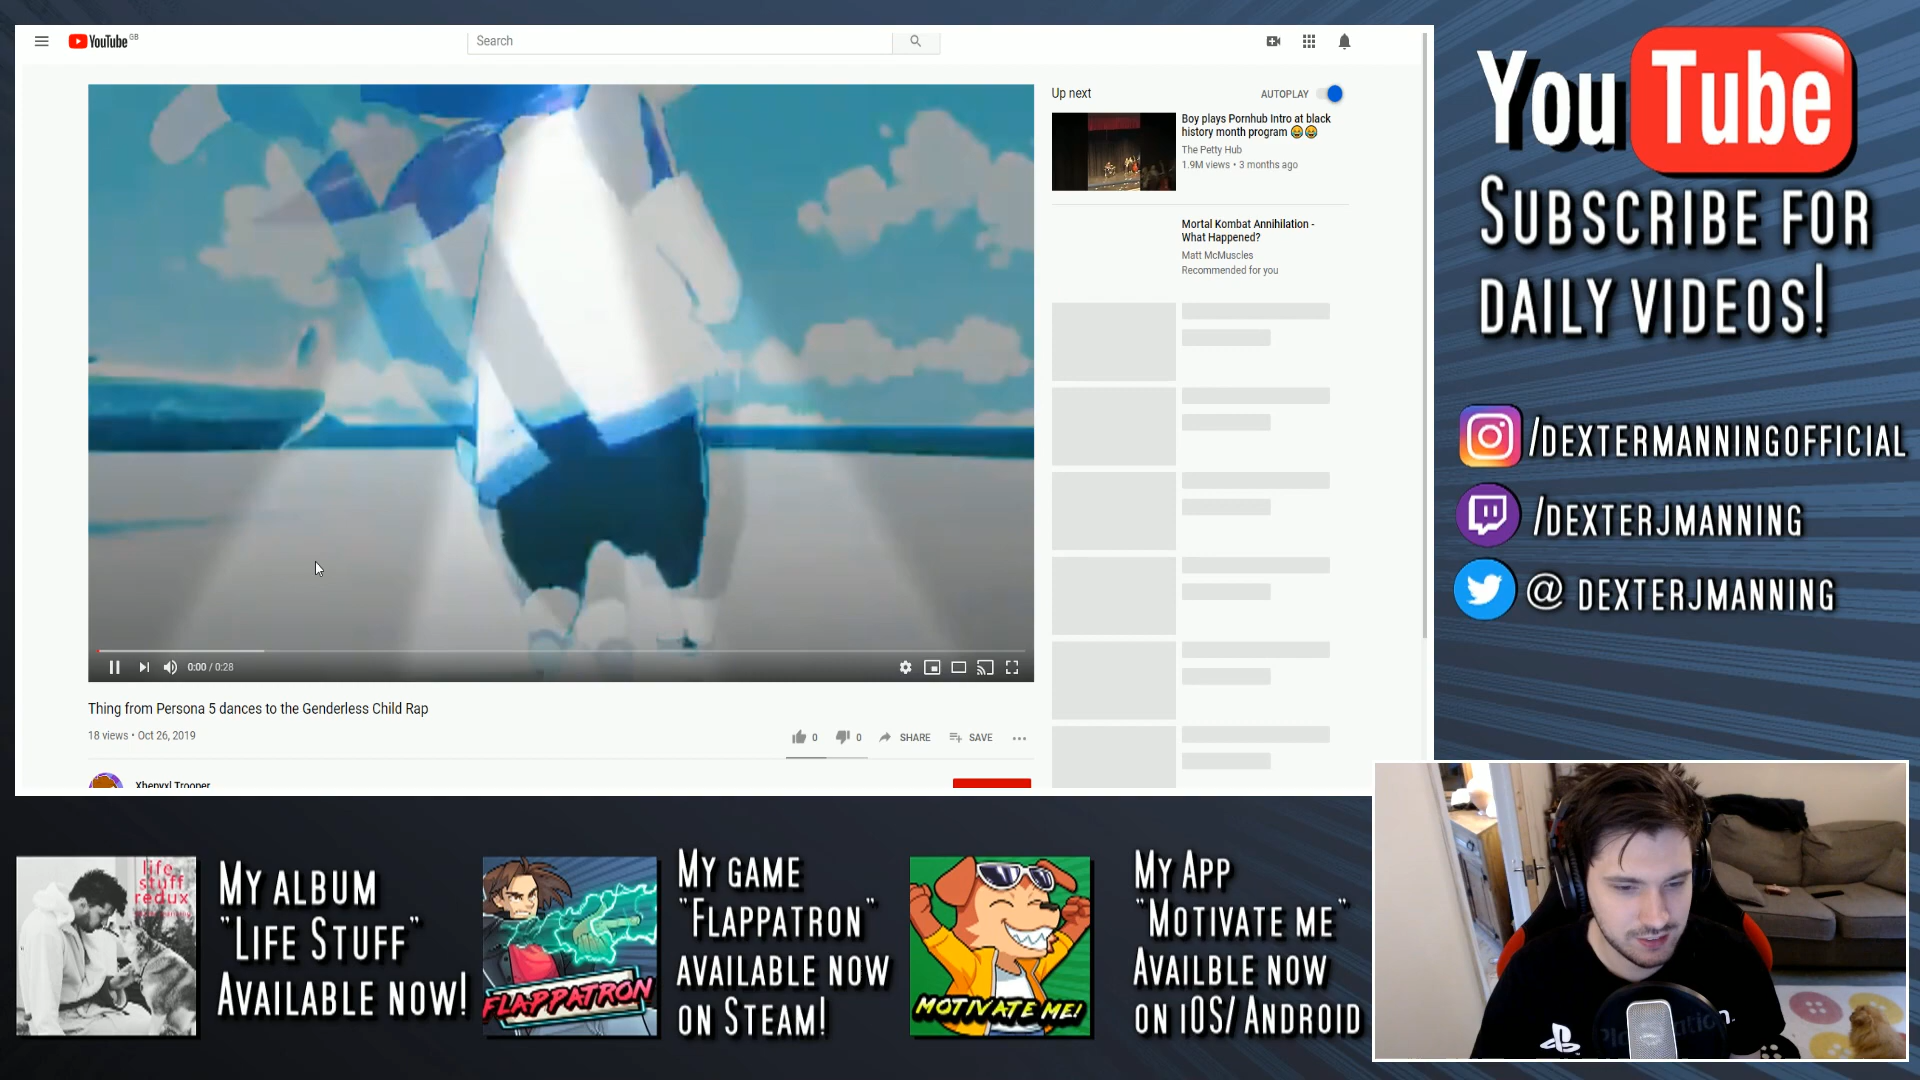 YouTube GB
Search
Up next
AUTOPLAY
Boy plays Pornhub Intro at black
history month program 😂😂
The Petty Hub
1.9M views • 3 months ago
Mortal Kombat Annihilation -
What Happened?
Matt McMuscles
Recommended for you
0:00 / 0:28
Thing from Persona 5 dances to the Genderless Child Rap
18 views • Oct 26, 2019
0
0
SHARE
SAVE
Xhenyxl Trooper
YouTube
SUBSCRIBE FOR
DAILY VIDEOS!
/DEXTERMANNINGOFFICIAL
/DEXTERJMANNING
@ DEXTERJMANNING
life
stuff
redux
MY ALBUM
"LIFE STUFF"
AVAILABLE NOW!
FLAPPATRON
MY GAME
"FLAPPATRON"
AVAILABLE NOW
ON STEAM!
MOTIVATE ME!
MY APP
"MOTIVATE ME"
AVAILBLE NOW
ON iOS/ANDROID